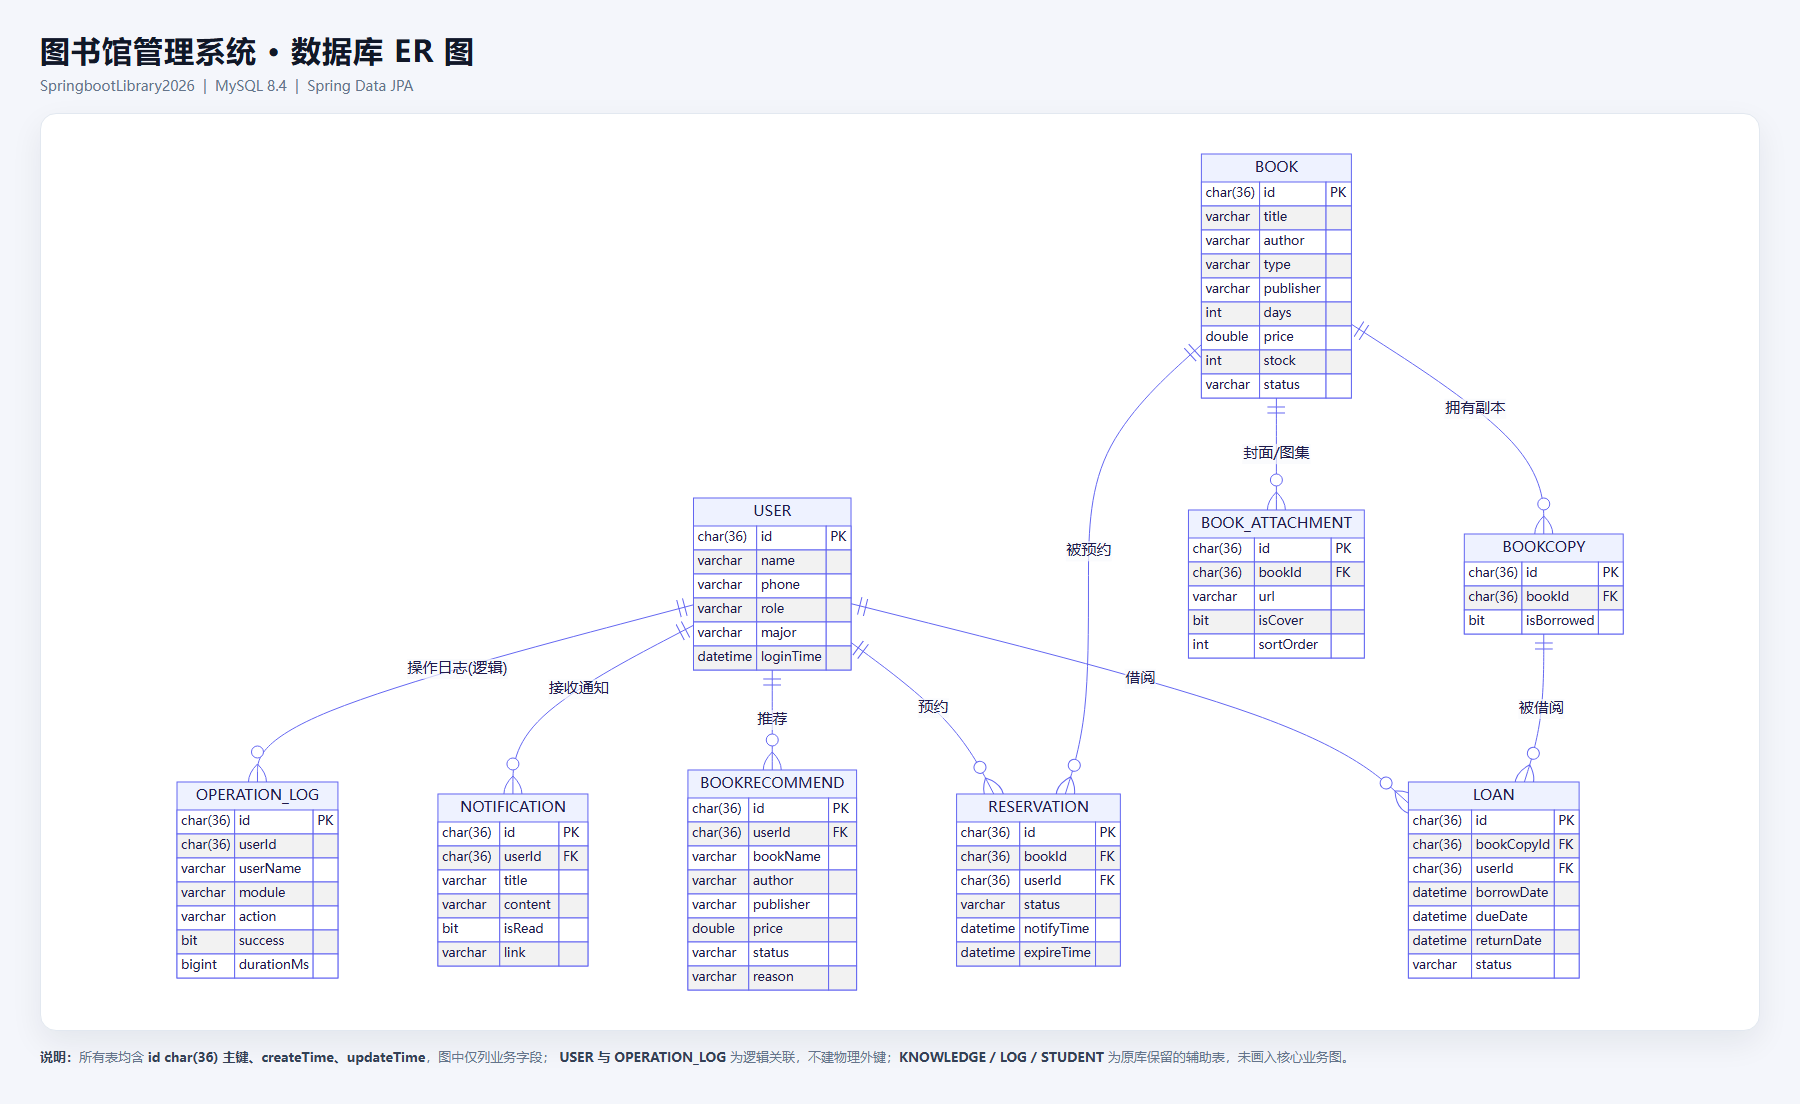 图书馆管理系统 • 数据库 ER 图
SpringbootLibrary2026 | MySQL 8.4 | Spring Data JPA
BOOK
char(36) id PK
varchar title
varchar author
varchar type
varchar publisher
int days
double price
int stock
varchar status
拥有副本
封面/图集
被预约
USER
char(36) id PK
varchar name
varchar phone
varchar role
varchar major
datetime loginTime
BOOK_ATTACHMENT
char(36) id PK
char(36) bookId FK
varchar url
bit isCover
int sortOrder
BOOKCOPY
char(36) id PK
char(36) bookId FK
bit isBorrowed
操作日志(逻辑)
接收通知
推荐
预约
借阅
被借阅
OPERATION_LOG
char(36) id PK
char(36) userId
varchar userName
varchar module
varchar action
bit success
bigint durationMs
NOTIFICATION
char(36) id PK
char(36) userId FK
varchar title
varchar content
bit isRead
varchar link
BOOKRECOMMEND
char(36) id PK
char(36) userId FK
varchar bookName
varchar author
varchar publisher
double price
varchar status
varchar reason
RESERVATION
char(36) id PK
char(36) bookId FK
char(36) userId FK
varchar status
datetime notifyTime
datetime expireTime
LOAN
char(36) id PK
char(36) bookCopyId FK
char(36) userId FK
datetime borrowDate
datetime dueDate
datetime returnDate
varchar status
说明：所有表均含 id char(36) 主键、createTime、updateTime，图中仅列业务字段； USER 与 OPERATION_LOG 为逻辑关联，不建物理外键；KNOWLEDGE / LOG / STUDENT 为原库保留的辅助表，未画入核心业务图。